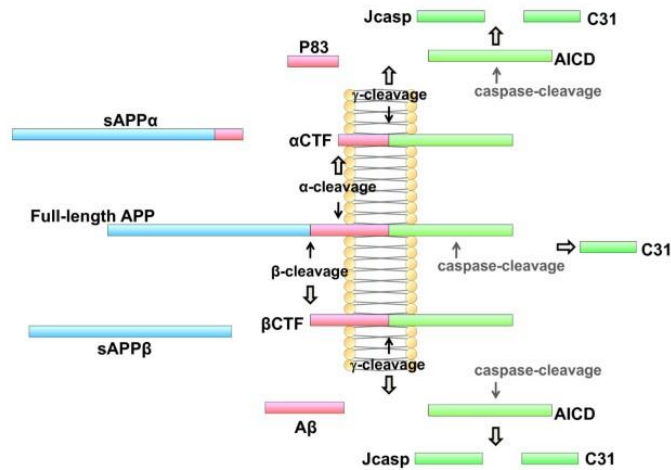 Jcasp
C31
P83
AICD
γ-cleavage
caspase-cleavage
sAPPα
αCTF
α-cleavage
Full-length APP
β-cleavage
caspase-cleavage
C31
βCTF
sAPPβ
γ-cleavage
caspase-cleavage
Aβ
AICD
Jcasp
C31